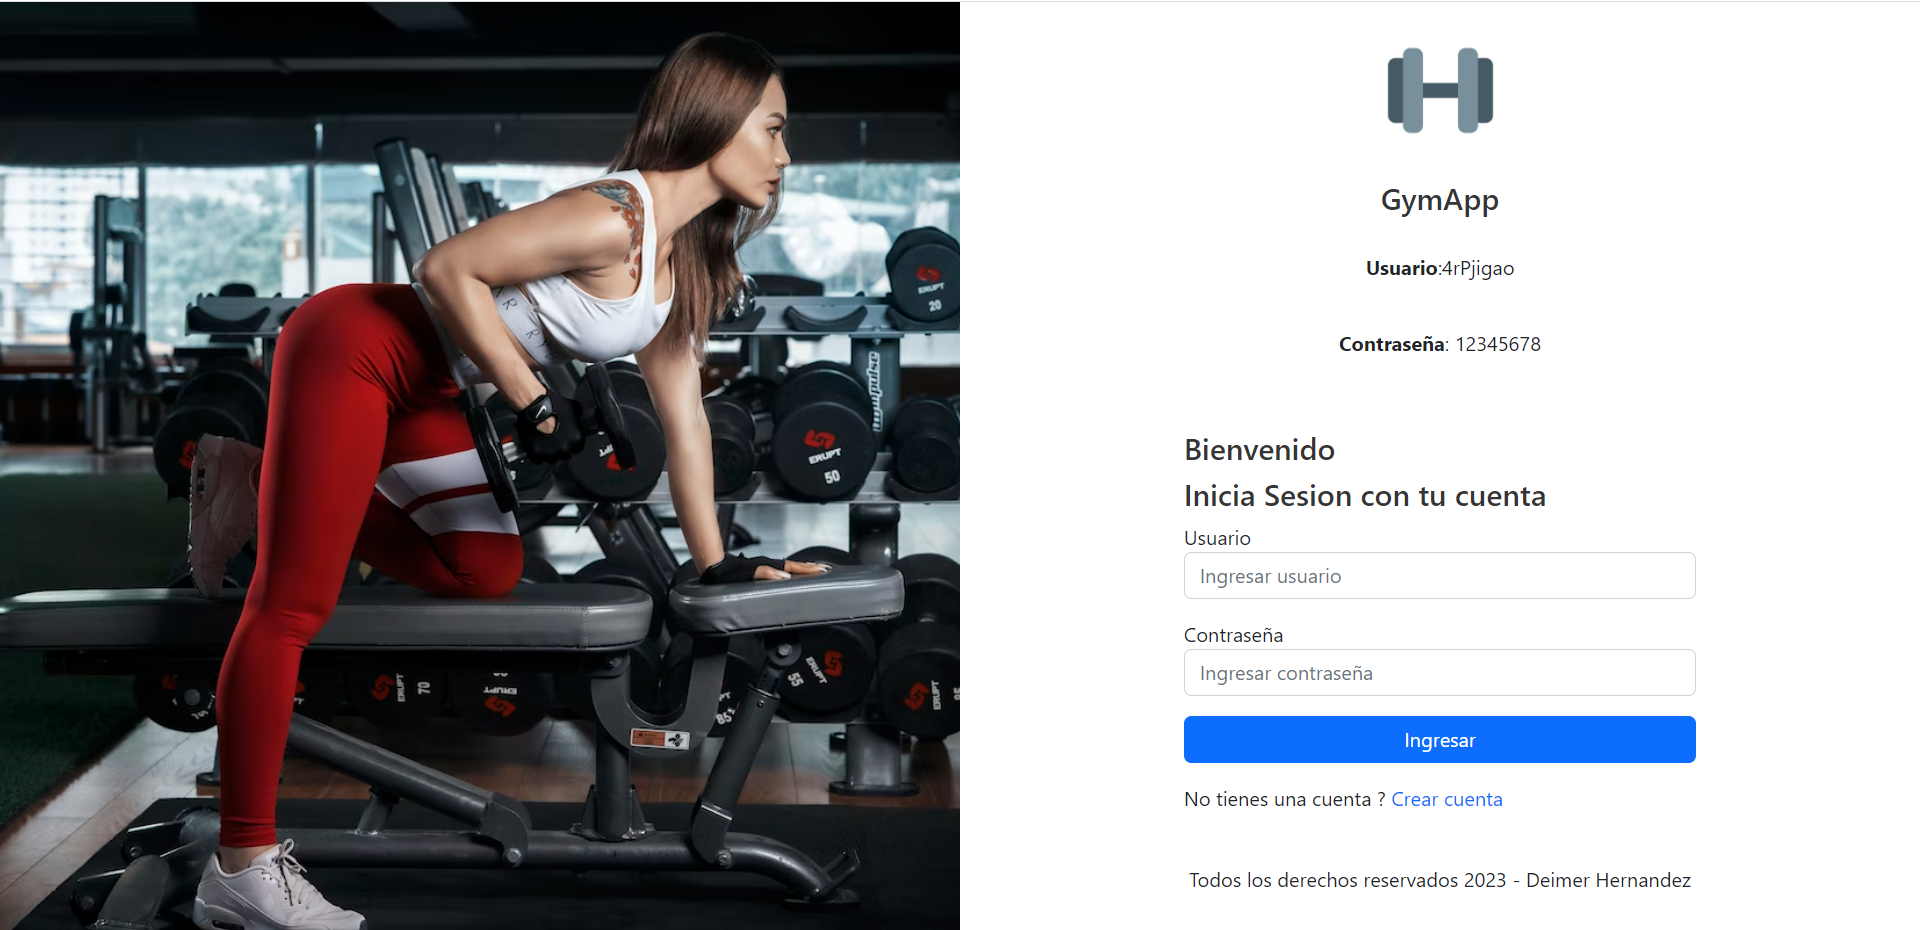 GymApp
Usuario:4rPjigao
Contraseña: 12345678
Bienvenido
Inicia Sesion con tu cuenta
Usuario
Ingresar usuario
Contraseña
Ingresar contraseña
Ingresar
No tienes una cuenta ? Crear cuenta
Todos los derechos reservados 2023 - Deimer Hernandez
ERUPT
20
ERUPT
50
ERUPT
70
ERUPT
ERUPT
55
ERUPT
85